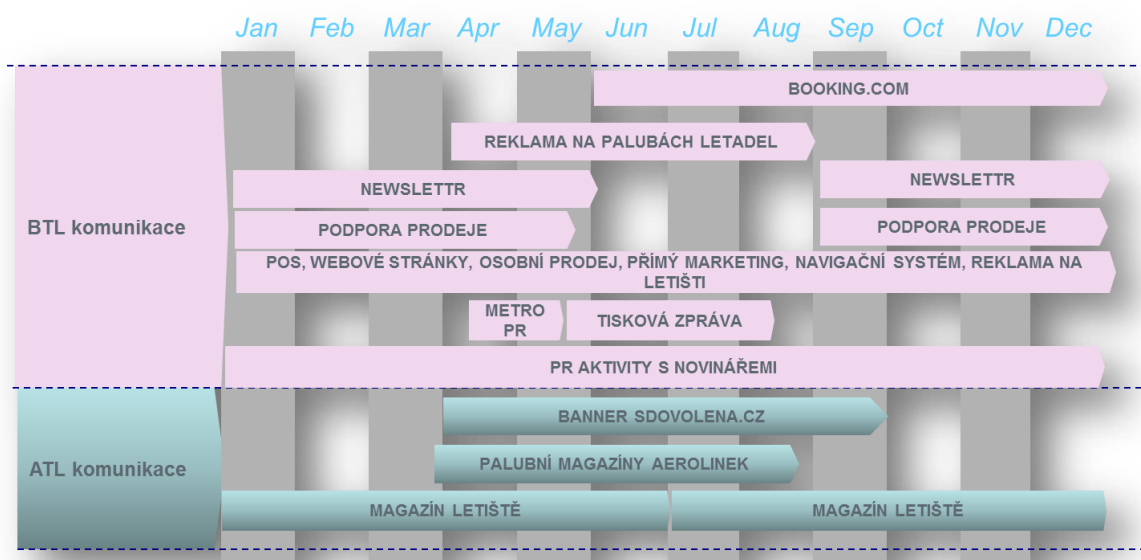 Jan Feb Mar Apr May Jun Jul Aug Sep Oct Nov Dec
BOOKING.COM
REKLAMA NA PALUBÁCH LETADEL
NEWSLETTR
NEWSLETTR
BTL komunikace
PODPORA PRODEJE
PODPORA PRODEJE
POS, WEBOVÉ STRÁNKY, OSOBNÍ PRODEJ, PŘÍMÝ MARKETING, NAVIGAČNÍ SYSTÉM, REKLAMA NA
LETIŠTI
METRO
PR
TISKOVÁ ZPRÁVA
PR AKTIVITY S NOVINÁŘEMI
BANNER SDOVOLENA.CZ
ATL komunikace
PALUBNÍ MAGAZÍNY AEROLINEK
MAGAZÍN LETIŠTĚ
MAGAZÍN LETIŠTĚ